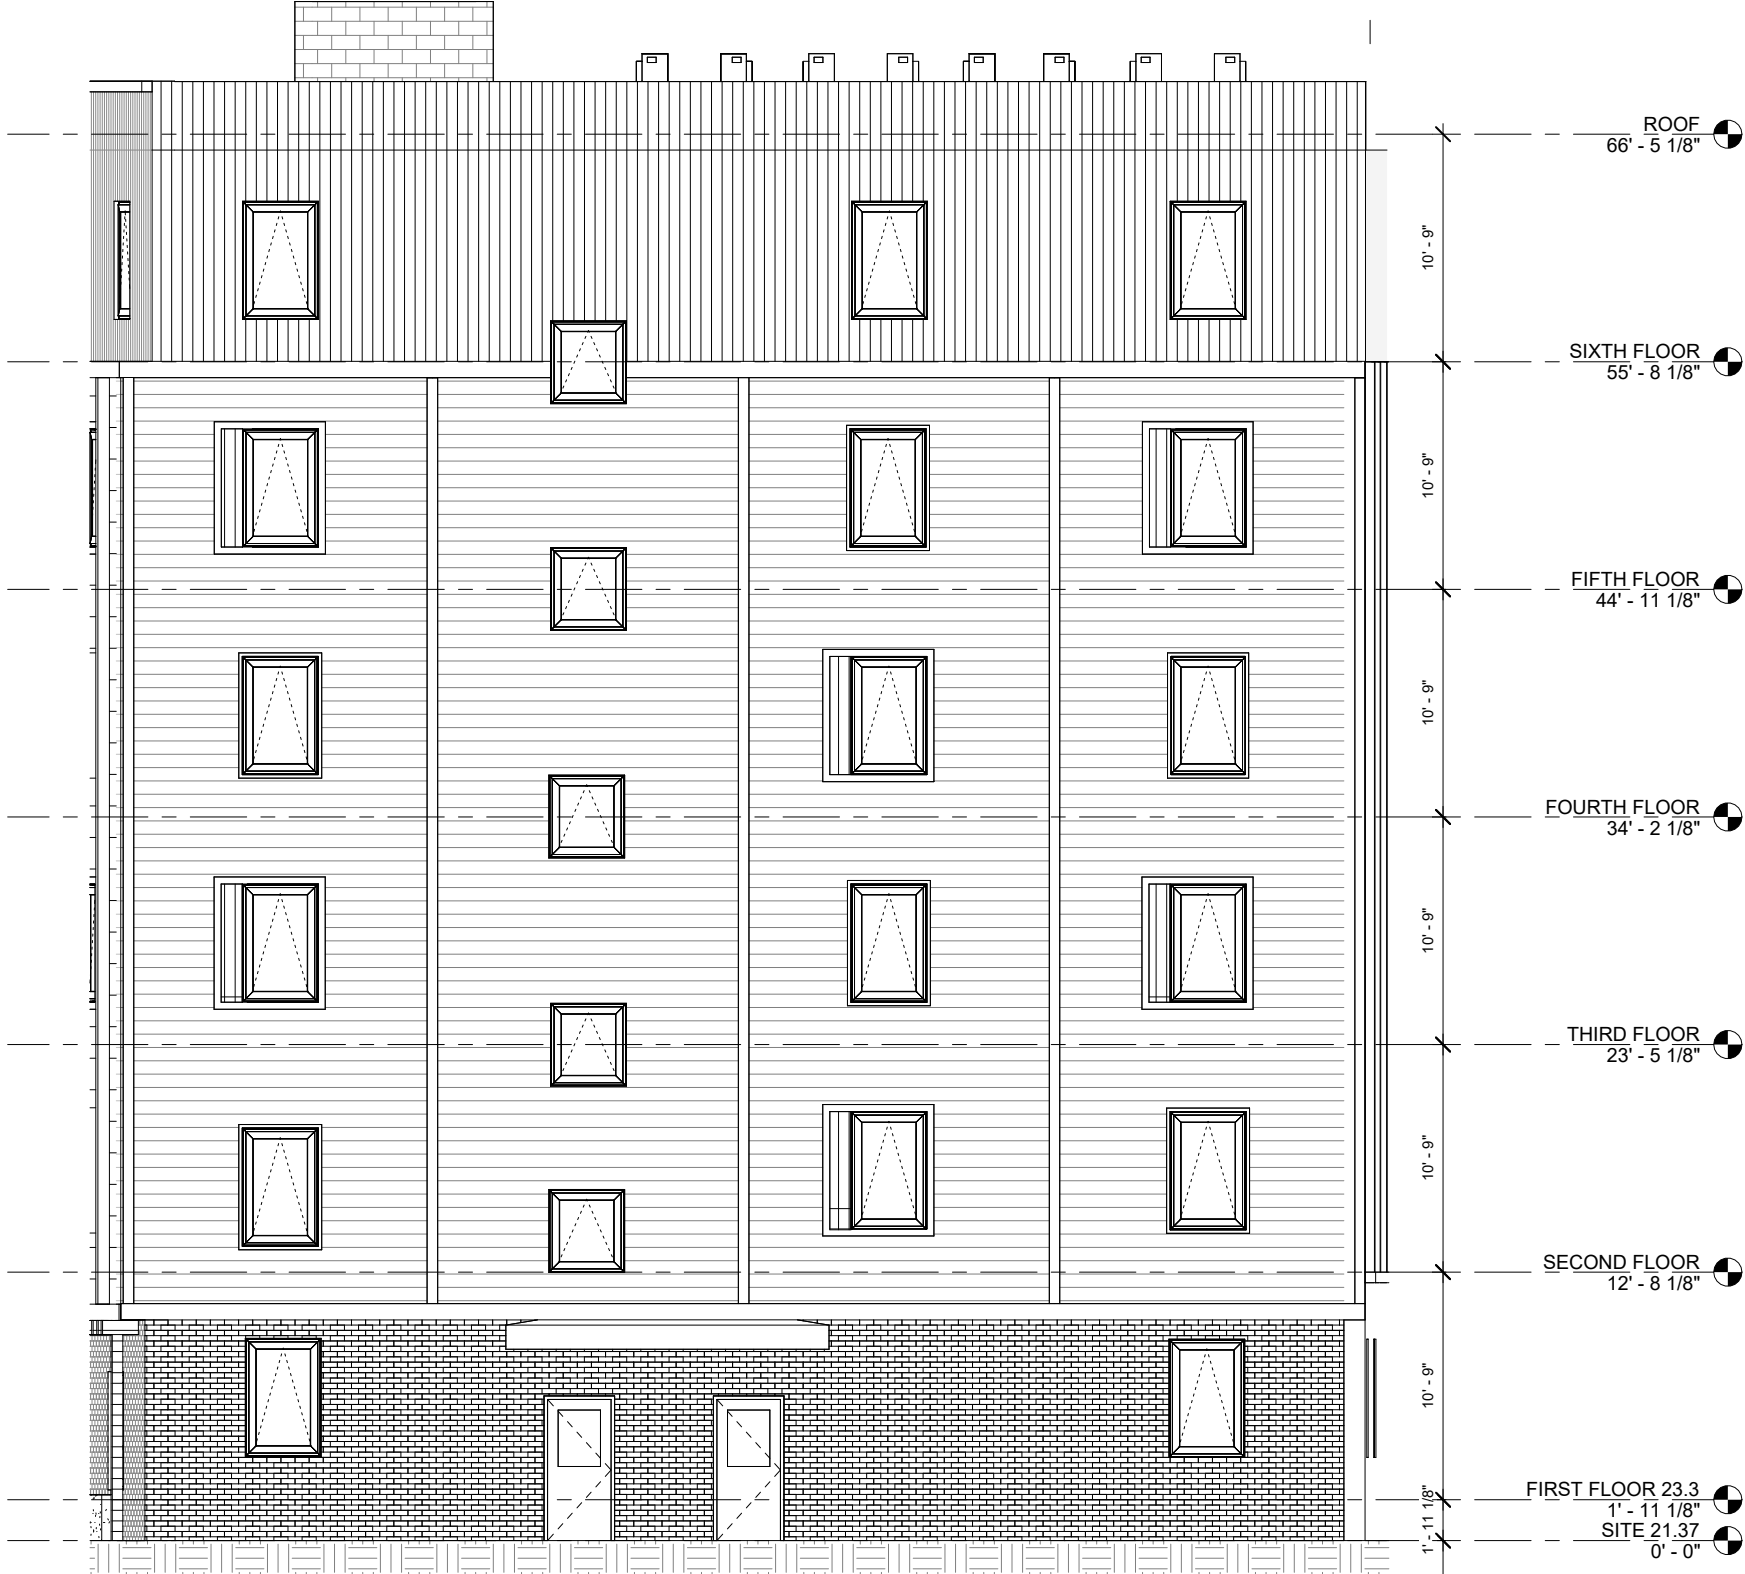 ROOF
66' - 5 1/8"
10' - 9"
SIXTH FLOOR
55' - 8 1/8"
10' - 9"
FIFTH FLOOR
44' - 11 1/8"
10' - 9"
FOURTH FLOOR
34' - 2 1/8"
10' - 9"
THIRD FLOOR
23' - 5 1/8"
10' - 9"
SECOND FLOOR
12' - 8 1/8"
10' - 9"
FIRST FLOOR 23.3
1' - 11 1/8"
1' - 11 1/8"
SITE 21.37
0' - 0"